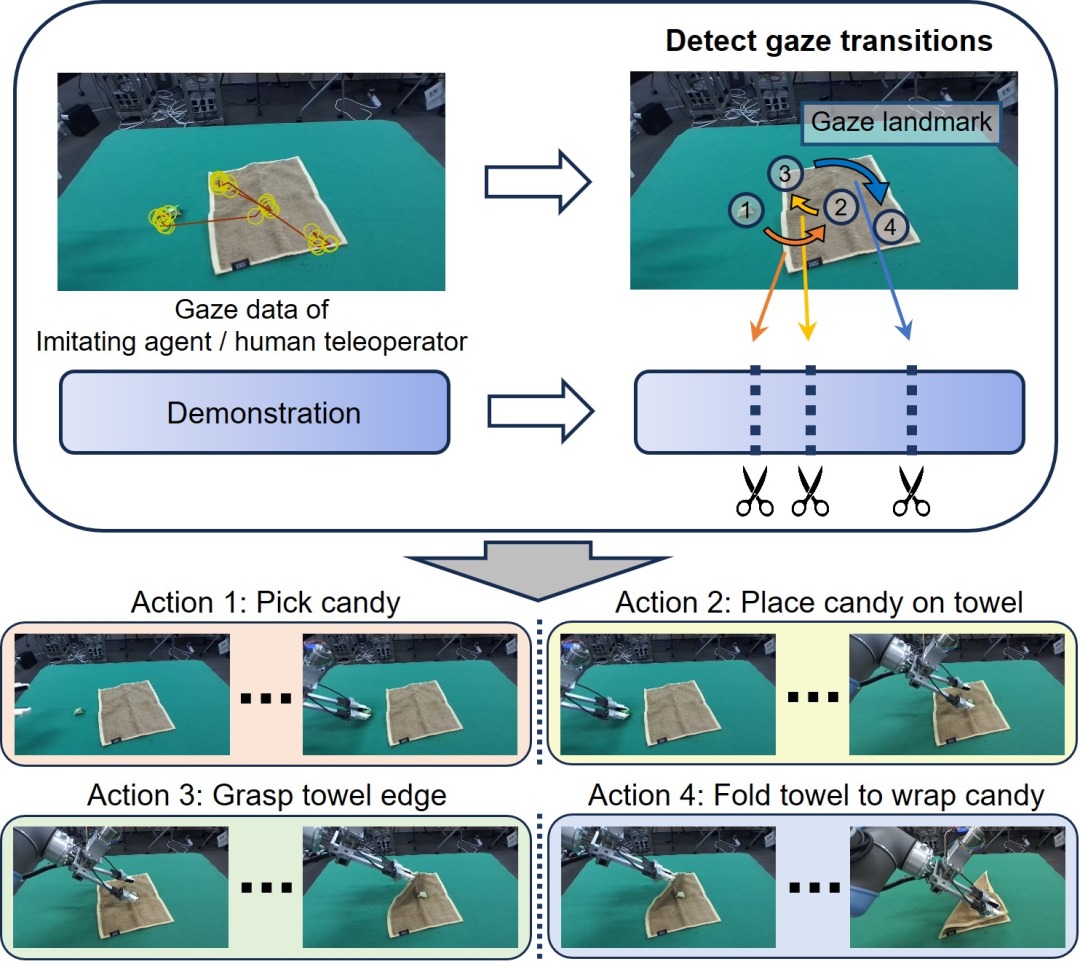 Detect gaze transitions
Gaze landmark
1
2
3
4
Gaze data of
Imitating agent / human teleoperator
Demonstration
Action 1: Pick candy
Action 2: Place candy on towel
Action 3: Grasp towel edge
Action 4: Fold towel to wrap candy